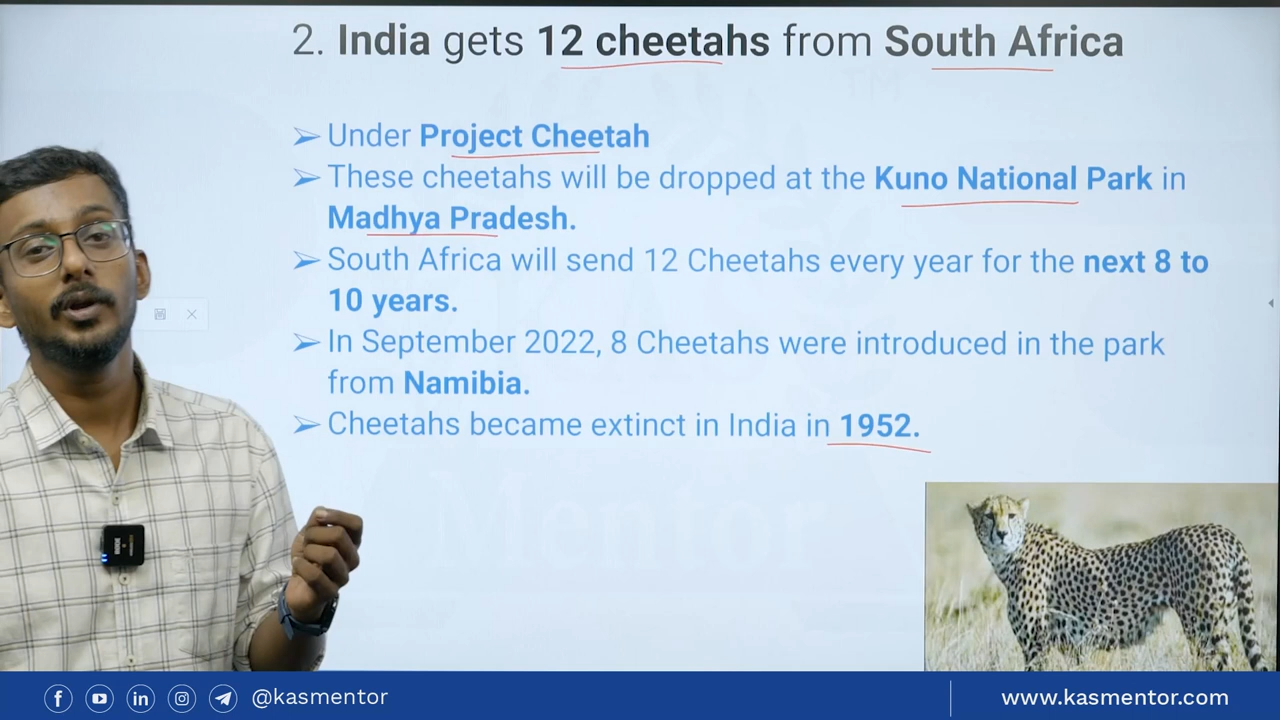 2. India gets 12 cheetahs from South Africa
➢ Under Project Cheetah
➢ These cheetahs will be dropped at the Kuno National Park in
Madhya Pradesh.
➢ South Africa will send 12 Cheetahs every year for the next 8 to
10 years.
➢ In September 2022, 8 Cheetahs were introduced in the park
from Namibia.
➢ Cheetahs became extinct in India in 1952.
Mentor
@kasmentor
www.kasmentor.com